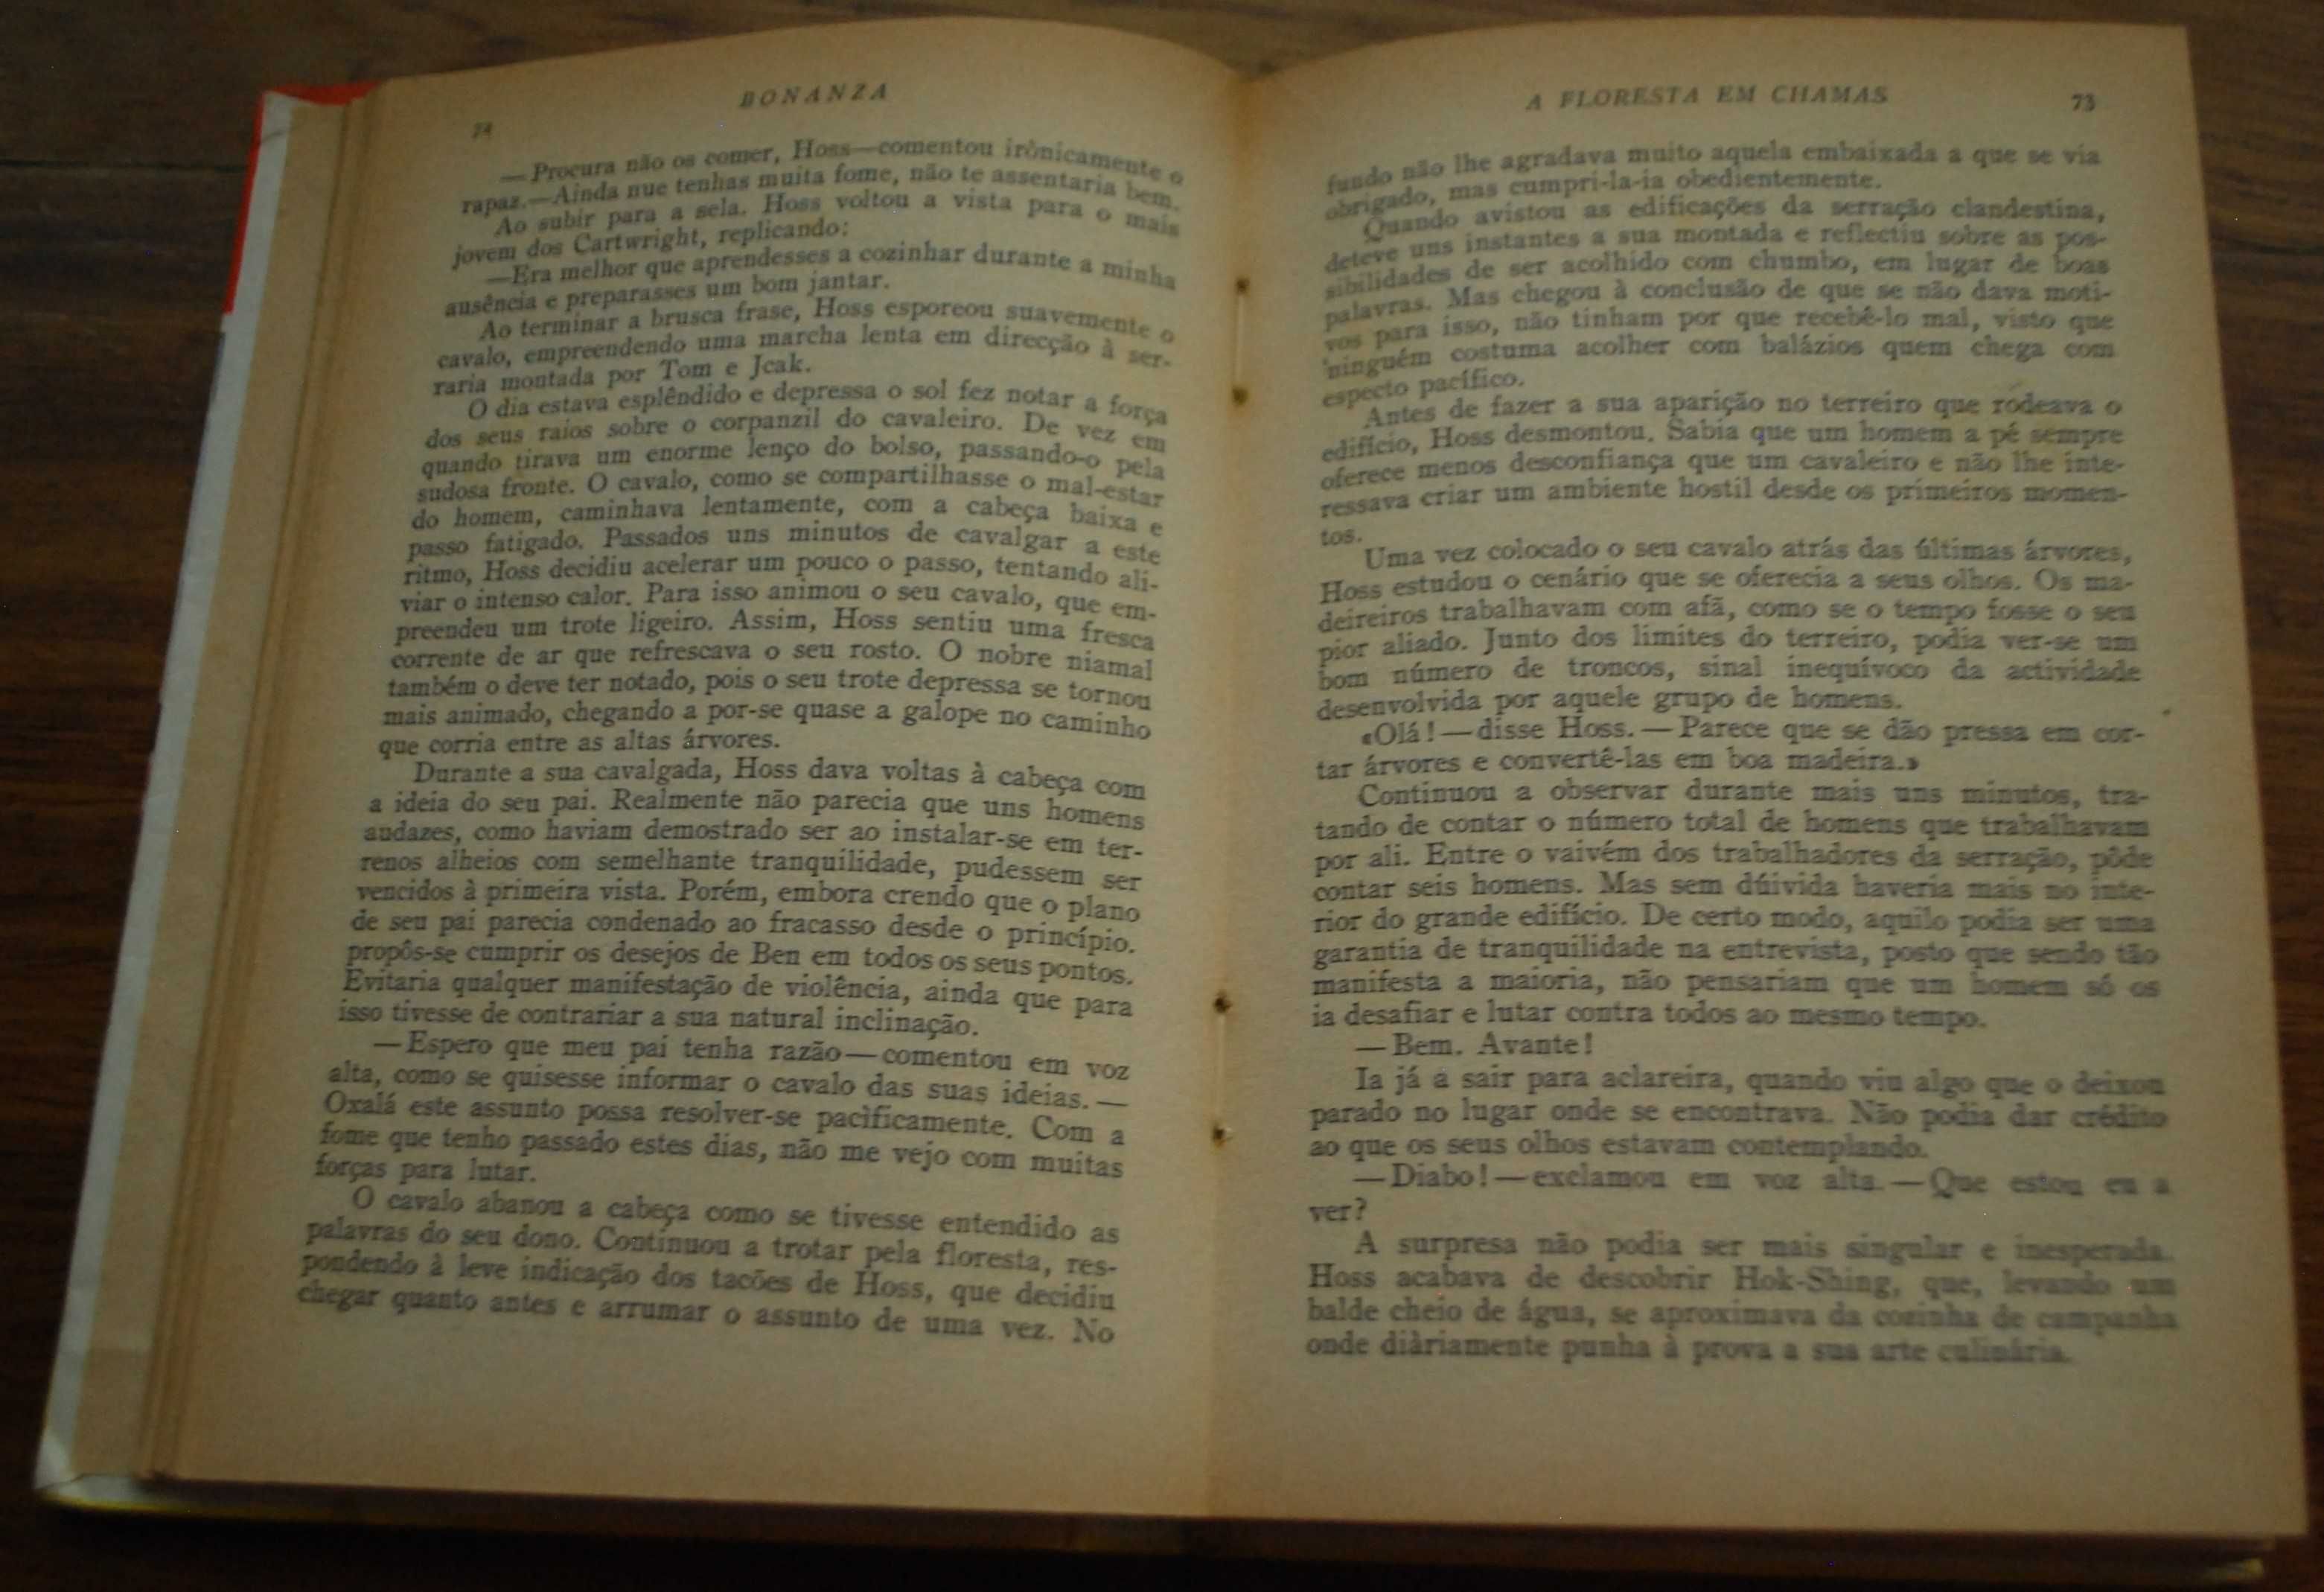 BONANZA
—Procura não os comer, Hoss—comentou irònicamente o
rapaz.—Ainda nue tenhas muita fome, não te assentaria bem.
Ao subir para a sela. Hoss voltou a vista para o mais
jovem dos Cartwright, replicando:
—Era melhor que aprendesses a cozinhar durante a minha
ausência e preparasses um bom jantar.
Ao terminar a brusca frase, Hoss esporeou suavemente o
cavalo, empreendendo uma marcha lenta em direcção à ser-
raria montada por Tom e Jcak.
O dia estava esplêndido e depressa o sol fez notar a força
dos seus raios sobre o corpanzil do cavaleiro. De vez em
quando tirava um enorme lenço do bolso, passando-o pela
sudosa fronte. O cavalo, como se compartilhasse o mal-estar
do homem, caminhava lentamente, com a cabeça baixa e
passo fatigado. Passados uns minutos de cavalgar a este
ritmo, Hoss decidiu acelerar um pouco o passo, tentando ali-
viar o intenso calor. Para isso animou o seu cavalo, que em-
preendeu um trote ligeiro. Assim, Hoss sentiu uma fresca
corrente de ar que refrescava o seu rosto. O nobre niamal
também o deve ter notado, pois o seu trote depressa se tornou
mais animado, chegando a por-se quase a galope no caminho
que corria entre as altas árvores.
Durante a sua cavalgada, Hoss dava voltas à cabeça com
a ideia do seu pai. Realmente não parecia que uns homens
audazes, como haviam demostrado ser ao instalar-se em ter-
renos alheios com semelhante tranquilidade, pudessem ser
vencidos à primeira vista. Porém, embora crendo que o plano
de seu pai parecia condenado ao fracasso desde o princípio.
propôs-se cumprir os desejos de Ben em todos os seus pontos.
Evitaria qualquer manifestação de violência, ainda que para
isso tivesse de contrariar a sua natural inclinação.
—Espero que meu pai tenha razão—comentou em voz
alta, como se quisesse informar o cavalo das suas ideias.—
Oxalá este assunto possa resolver-se pacìficamente. Com a
fome que tenho passado estes dias, não me vejo com muitas
forças para lutar.
O cavalo abanou a cabeça como se tivesse entendido as
palavras do seu dono. Continuou a trotar pela floresta, res-
pondendo à leve indicação dos tacões de Hoss, que decidiu
chegar quanto antes e arrumar o assunto de uma vez. No
A FLORESTA EM CHAMAS 73
fundo não lhe agradava muito aquela embaixada a que se via
obrigado, mas cumpri-la-ia obedientemente.
Quando avistou as edificações da serração clandestina,
deteve uns instantes a sua montada e reflectiu sobre as pos-
sibilidades de ser acolhido com chumbo, em lugar de boas
palavras. Mas chegou à conclusão de que se não dava moti-
vos para isso, não tinham por que recebê-lo mal, visto que
ninguém costuma acolher com balázios quem chega com
especto pacífico.
Antes de fazer a sua aparição no terreiro que rodeava o
edifício, Hoss desmontou. Sabia que um homem a pé sempre
oferece menos desconfiança que um cavaleiro e não lhe inte-
ressava criar um ambiente hostil desde os primeiros momen-
tos.
Uma vez colocado o seu cavalo atrás das últimas árvores,
Hoss estudou o cenário que se oferecia a seus olhos. Os ma-
deireiros trabalhavam com afã, como se o tempo fosse o seu
pior aliado. Junto dos limites do terreiro, podia ver-se um
bom número de troncos, sinal inequívoco da actividade
desenvolvida por aquele grupo de homens.
«Olá!—disse Hoss.—Parece que se dão pressa em cor-
tar árvores e convertê-las em boa madeira.»
Continuou a observar durante mais uns minutos, tra-
tando de contar o número total de homens que trabalhavam
por ali. Entre o vaivém dos trabalhadores da serração, pôde
contar seis homens. Mas sem dúivida haveria mais no inte-
rior do grande edifício. De certo modo, aquilo podia ser uma
garantia de tranquilidade na entrevista, posto que sendo tão
manifesta a maioria, não pensariam que um homem só os
ia desafiar e lutar contra todos ao mesmo tempo.
—Bem. Avante!
Ia já a sair para aclareira, quando viu algo que o deixou
parado no lugar onde se encontrava. Não podia dar crédito
ao que os seus olhos estavam contemplando.
—Diabo!—exclamou em voz alta.—Que estou eu a
ver?
A surpresa não podia ser mais singular e inesperada.
Hoss acabava de descobrir Hok-Shing, que, levando um
balde cheio de água, se aproximava da cozinha de campanha
onde diàriamente punha à prova a sua arte culinária.